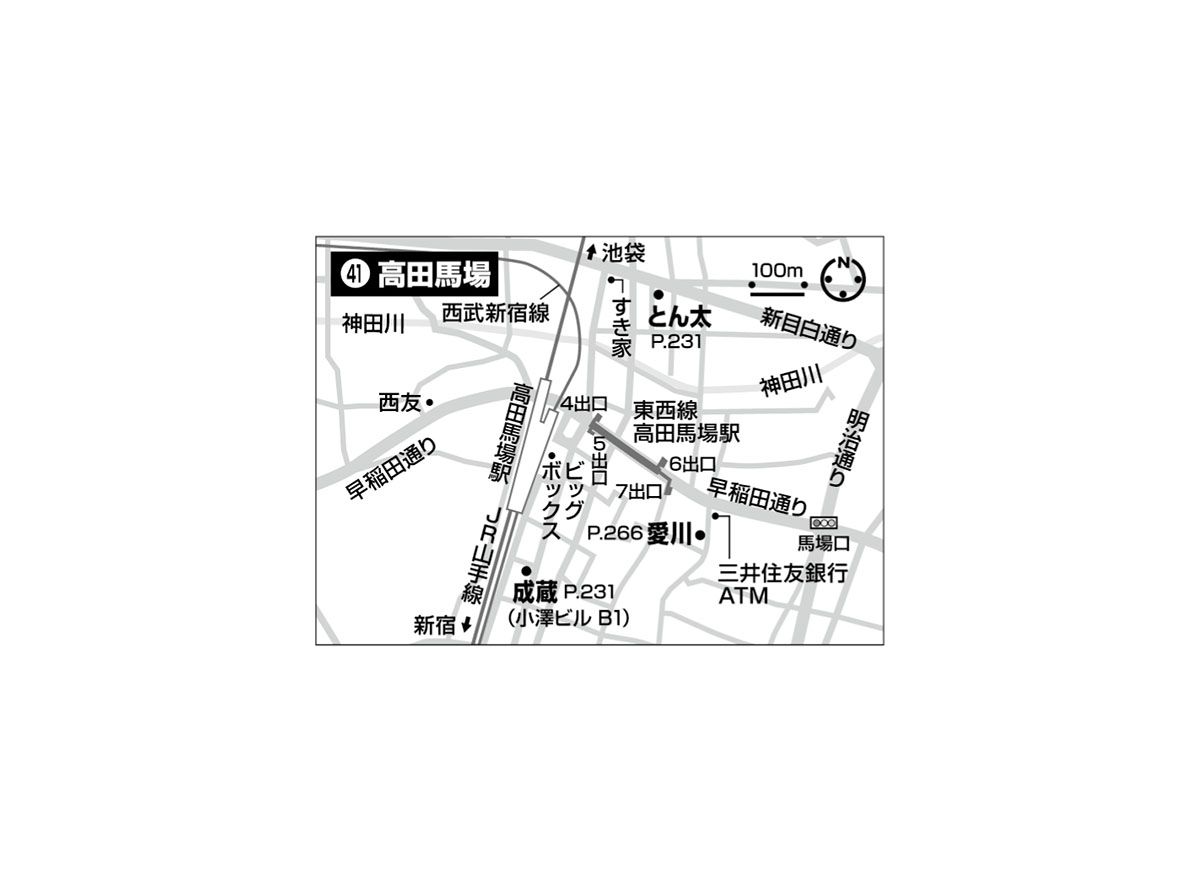 41 高田馬場
池袋
100m
N
西武新宿線
すき家
とん太
P.231
新目白通り
神田川
神田川
西友
早稲田通り
高田馬場駅
4出口
東西線
高田馬場駅
5出口
6出口
7出口
ビッグ
ボックス
早稲田通り
明治通り
馬場口
P.266 愛川
三井住友銀行
ATM
JR山手線
成蔵 P.231
(小澤ビル B1)
新宿